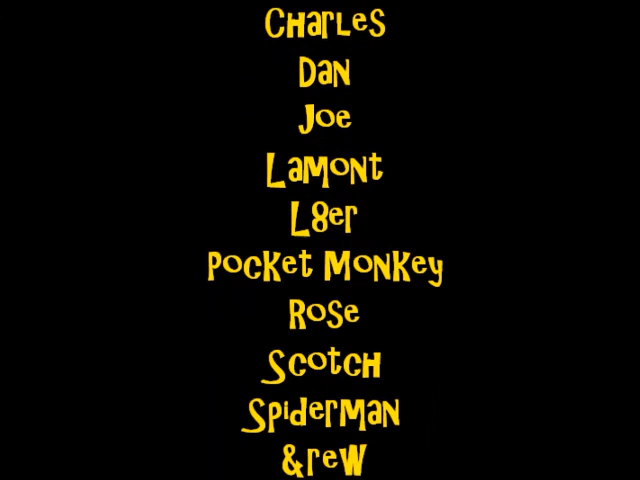 Charles
Dan
Joe
Lamont
L8er
Pocket Monkey
Rose
Scotch
Spiderman
&rew